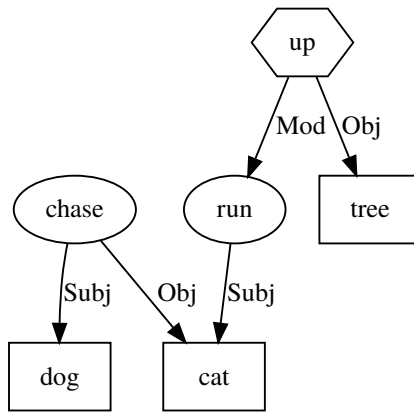 up
Mod Obj
chase run tree
Subj Obj Subj
dog cat